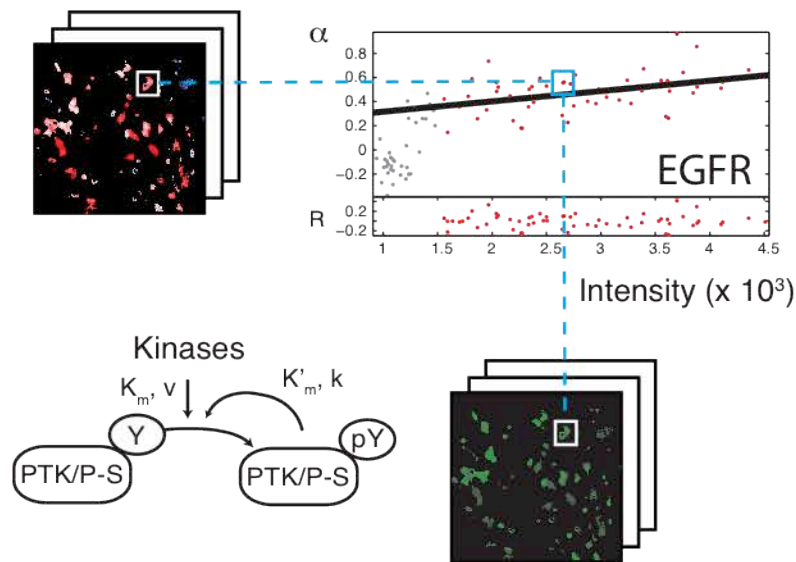 α
0.8
0.6
0.4
0.2
0
−0.2
EGFR
R
0.2
−0.2
1 1.5 2 2.5 3 3.5 4 4.5
Intensity (x 10³)
Kinases
Kₘ, v
K'ₘ, k
Y
pY
PTK/P-S
PTK/P-S